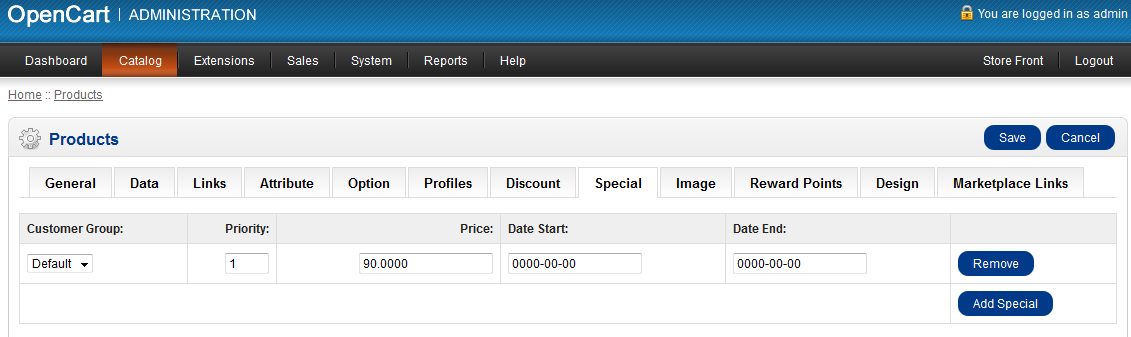 OpenCart | ADMINISTRATION You are logged in as admin
Dashboard Catalog Extensions Sales System Reports Help Store Front Logout
Home :: Products
Products Save Cancel
General Data Links Attribute Option Profiles Discount Special Image Reward Points Design Marketplace Links
Customer Group: Priority: Price: Date Start: Date End:
Default 1 90.0000 0000-00-00 0000-00-00 Remove
Add Special